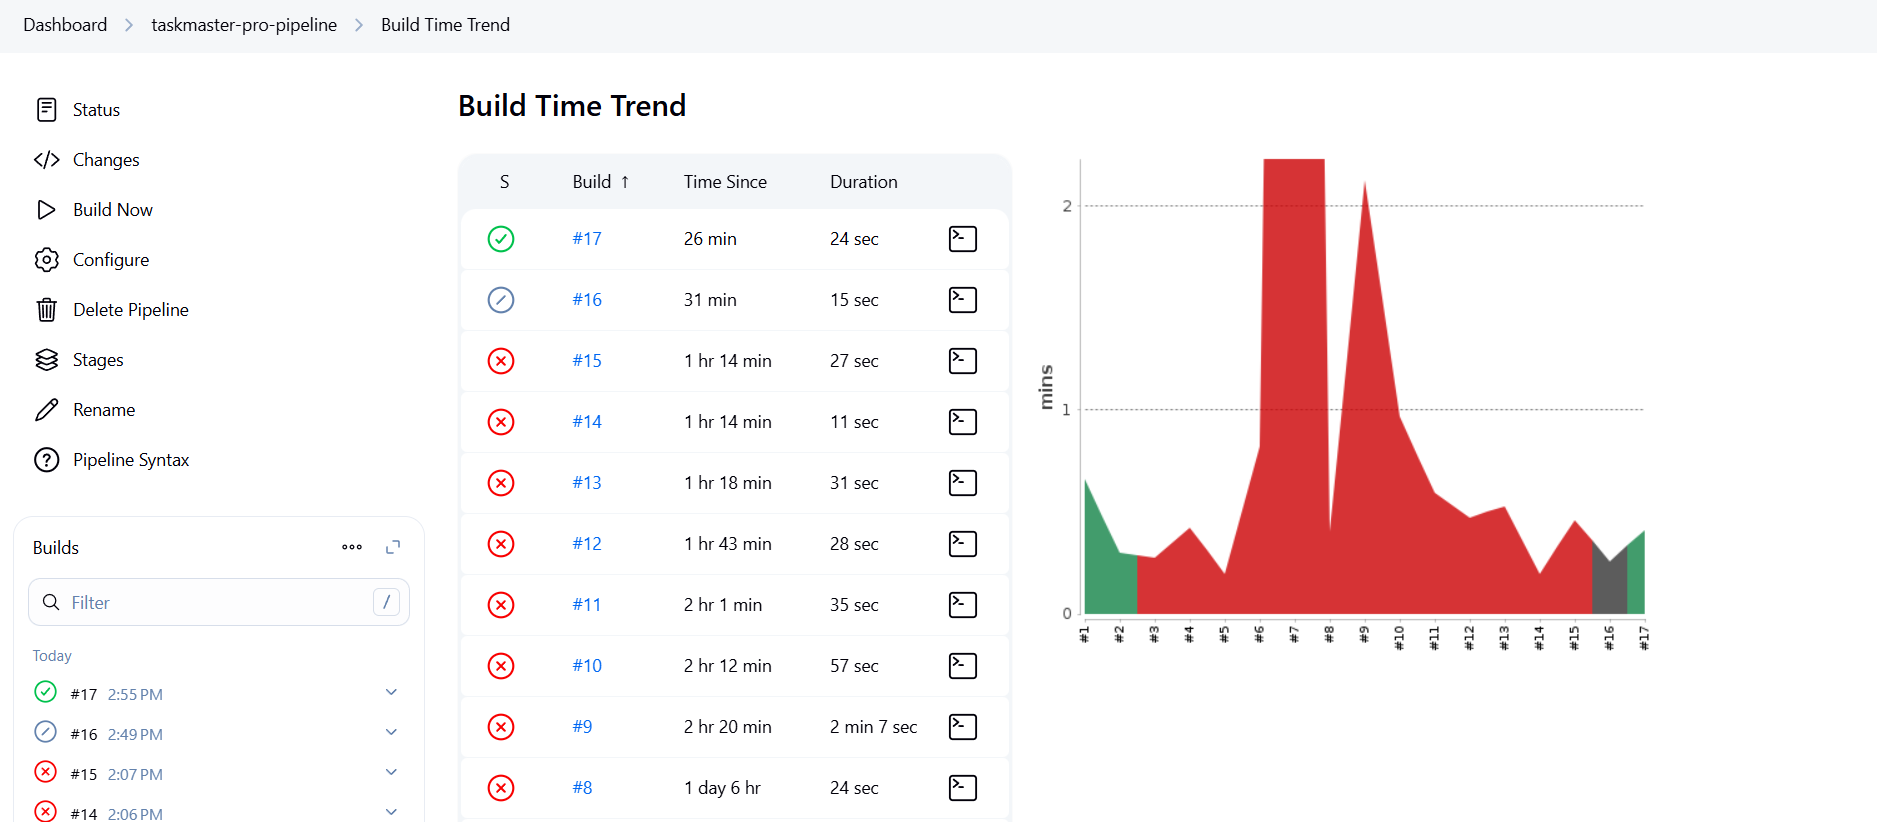 Dashboard > taskmaster-pro-pipeline > Build Time Trend
Status
Changes
Build Now
Configure
Delete Pipeline
Stages
Rename
Pipeline Syntax
Builds
Filter /
Today
#17 2:55 PM
#16 2:49 PM
#15 2:07 PM
#14 2:06 PM
Build Time Trend
S Build ↑ Time Since Duration
#17 26 min 24 sec
#16 31 min 15 sec
#15 1 hr 14 min 27 sec
#14 1 hr 14 min 11 sec
#13 1 hr 18 min 31 sec
#12 1 hr 43 min 28 sec
#11 2 hr 1 min 35 sec
#10 2 hr 12 min 57 sec
#9 2 hr 20 min 2 min 7 sec
#8 1 day 6 hr 24 sec
mins
2
1
0
#1 #2 #3 #4 #5 #6 #7 #8 #9 #10 #11 #12 #13 #14 #15 #16 #17